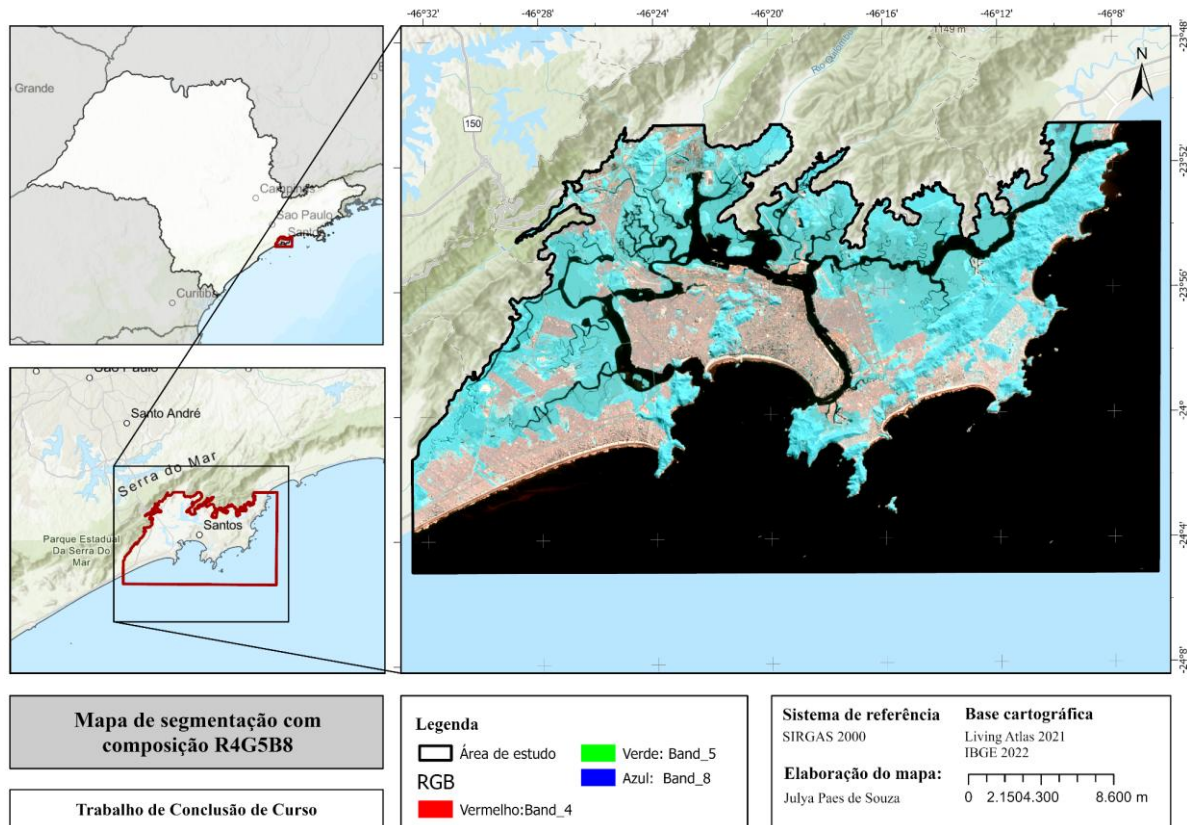 -46°32'
-46°28'
-46°24'
-46°20'
-46°16'
-46°12'
-46°8'
-23°48'
-23°52'
-23°56'
-24°
-24°4'
-24°8'
Grande
Campinas
Sao Paulo
Santos
Curitiba
1149 m
Rio Quilombo
150
N
Santo André
Serra do Mar
Santos
Parque Estadual
Da Serra Do
Mar
Mapa de segmentação com
composição R4G5B8
Trabalho de Conclusão de Curso
Legenda
Área de estudo
RGB
Vermelho:Band_4
Verde: Band_5
Azul: Band_8
Sistema de referência
SIRGAS 2000
Elaboração do mapa:
Julya Paes de Souza
Base cartográfica
Living Atlas 2021
IBGE 2022
0 2.1504.300 8.600 m